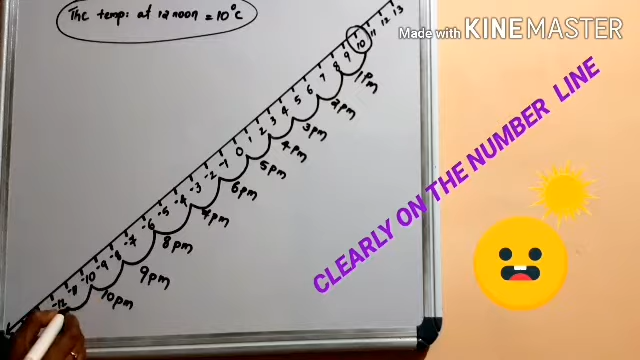 The temp: at 12 noon = 10°C
Made with KINEMASTER
13
12
11
10
9
8
7
6
5
4
3
2
1
0
-1
-2
-3
-4
-5
-6
-7
-8
-9
-10
-11
-12
1pm
2pm
3pm
4pm
5pm
6pm
7pm
8pm
9pm
10pm
CLEARLY ON THE NUMBER LINE